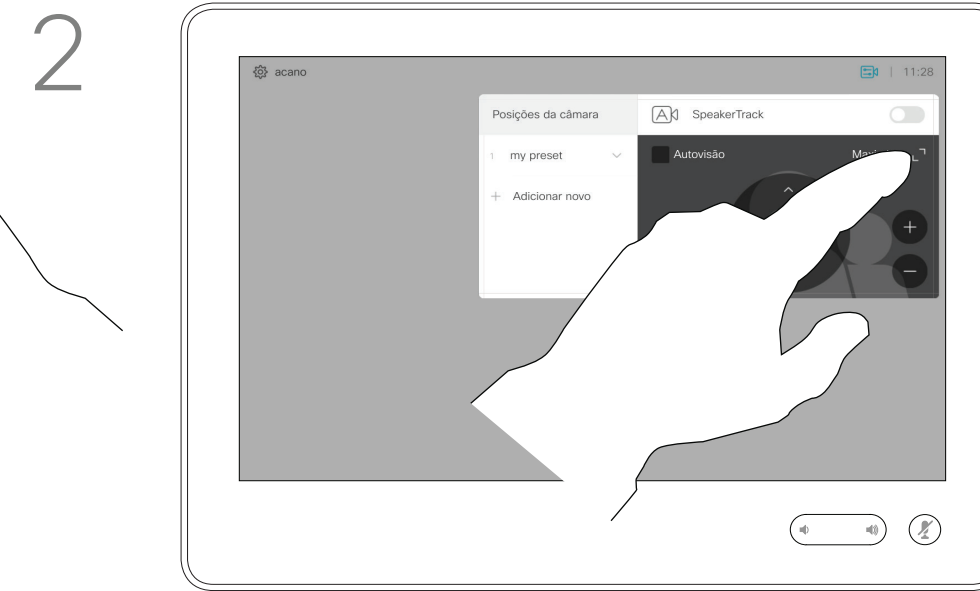 2
acano
11:28
Posições da câmara
SpeakerTrack
1 my preset
Autovisão
+ Adicionar novo